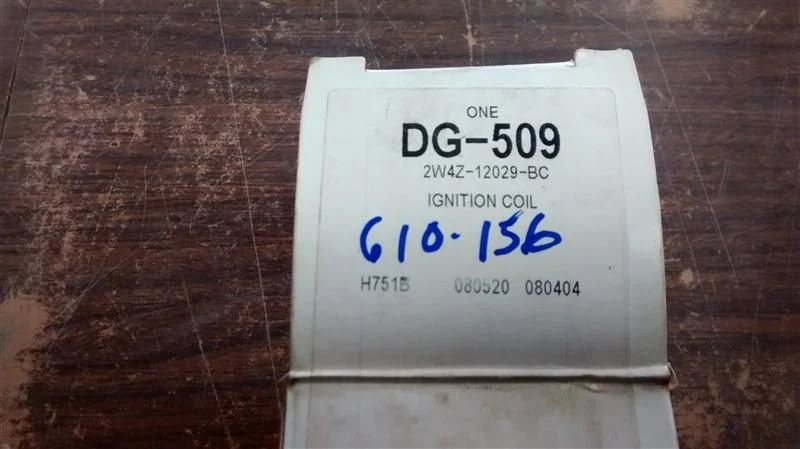 ONE
DG-509
2W4Z-12029-BC
IGNITION COIL
610-156
H751B 080520 080404